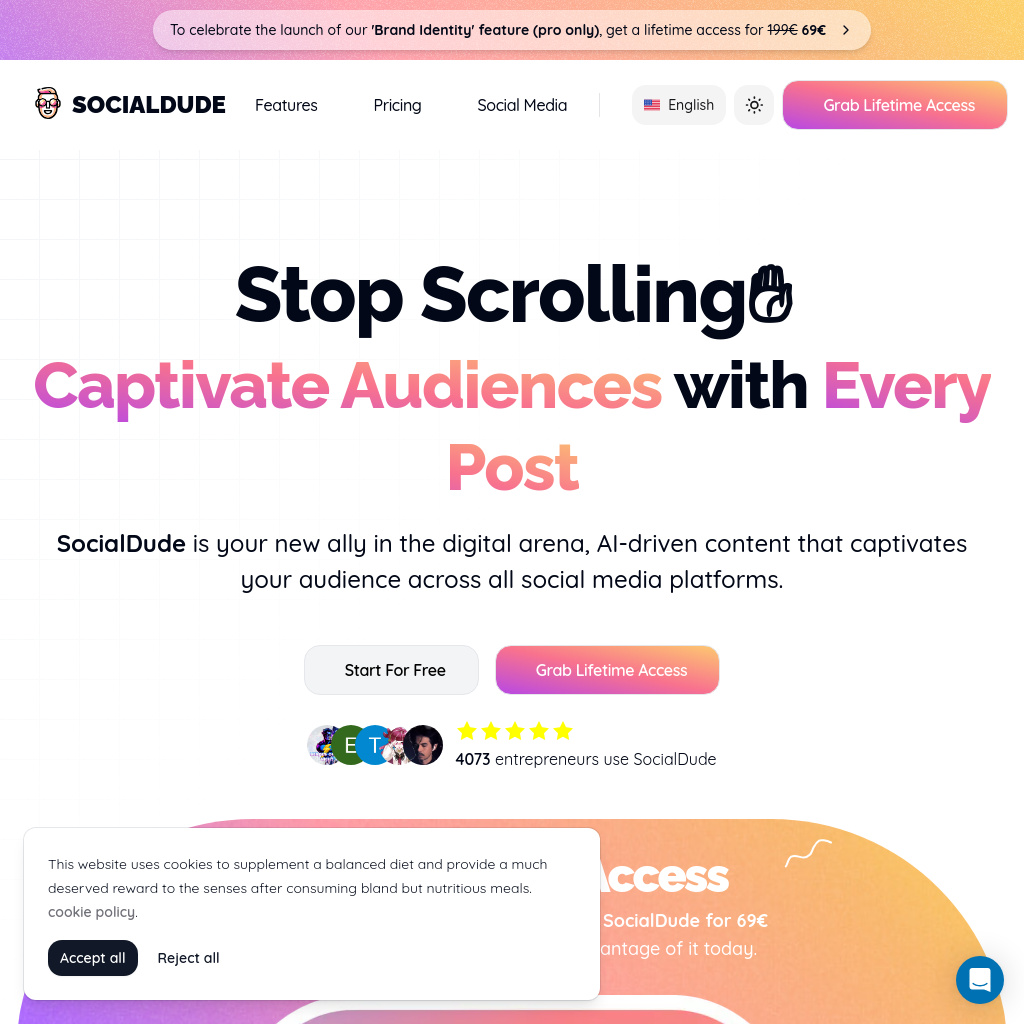 To celebrate the launch of our 'Brand Identity' feature (pro only), get a lifetime access for 199€ 69€
SOCIALDUDE
Features
Pricing
Social Media
English
Grab Lifetime Access
Stop Scrolling
Captivate Audiences with Every
Post
SocialDude is your new ally in the digital arena, AI-driven content that captivates
your audience across all social media platforms.
Start For Free
Grab Lifetime Access
E
T
4073 entrepreneurs use SocialDude
Access
SocialDude for 69€
antage of it today.
This website uses cookies to supplement a balanced diet and provide a much
deserved reward to the senses after consuming bland but nutritious meals.
cookie policy.
Accept all
Reject all